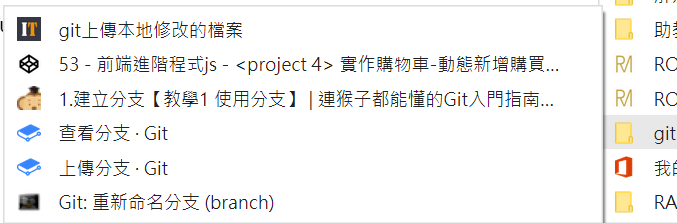 git上傳本地修改的檔案
53 - 前端進階程式js - <project 4> 實作購物車-動態新增購買...
1.建立分支【教學1 使用分支】 | 連猴子都能懂的Git入門指南...
查看分支 · Git
上傳分支 · Git
Git: 重新命名分支 (branch)
助教
RO
RO
git
我的
RA